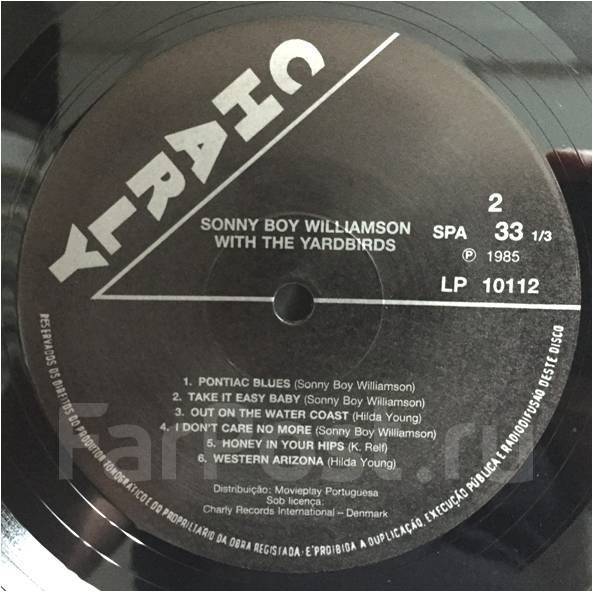 CHARLY
SONNY BOY WILLIAMSON
WITH THE YARDBIRDS
2
SPA 33 1/3
Ⓟ 1985
LP 10112
1. PONTIAC BLUES (Sonny Boy Williamson)
2. TAKE IT EASY BABY (Sonny Boy Williamson)
3. OUT ON THE WATER COAST (Hilda Young)
4. I DON'T CARE NO MORE (Sonny Boy Williamson)
5. HONEY IN YOUR HIPS (K. Relf)
6. WESTERN ARIZONA (Hilda Young)
Distribuição: Movieplay Portuguesa
Sob licença:
Charly Records International – Denmark
RESERVADOS OS DIREITOS DO PRODUTOR FONOGRÁFICO E DO PROPRIETÁRIO DA OBRA REGISTADA. É PROIBIDA A DUPLICAÇÃO, EXECUÇÃO PÚBLICA E RADIODIFUSÃO DESTE DISCO